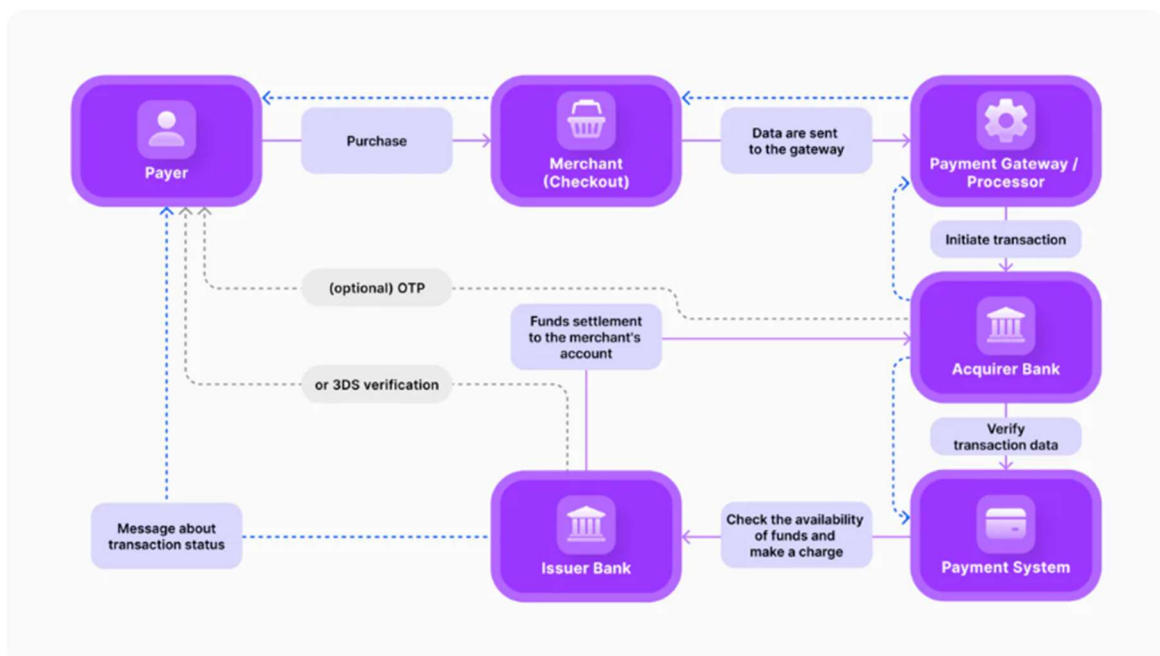 Payer
Purchase
Merchant
(Checkout)
Data are sent
to the gateway
Payment Gateway /
Processor
Initiate transaction
(optional) OTP
Funds settlement
to the merchant's
account
Acquirer Bank
or 3DS verification
Verify
transaction data
Message about
transaction status
Issuer Bank
Check the availability
of funds and
make a charge
Payment System